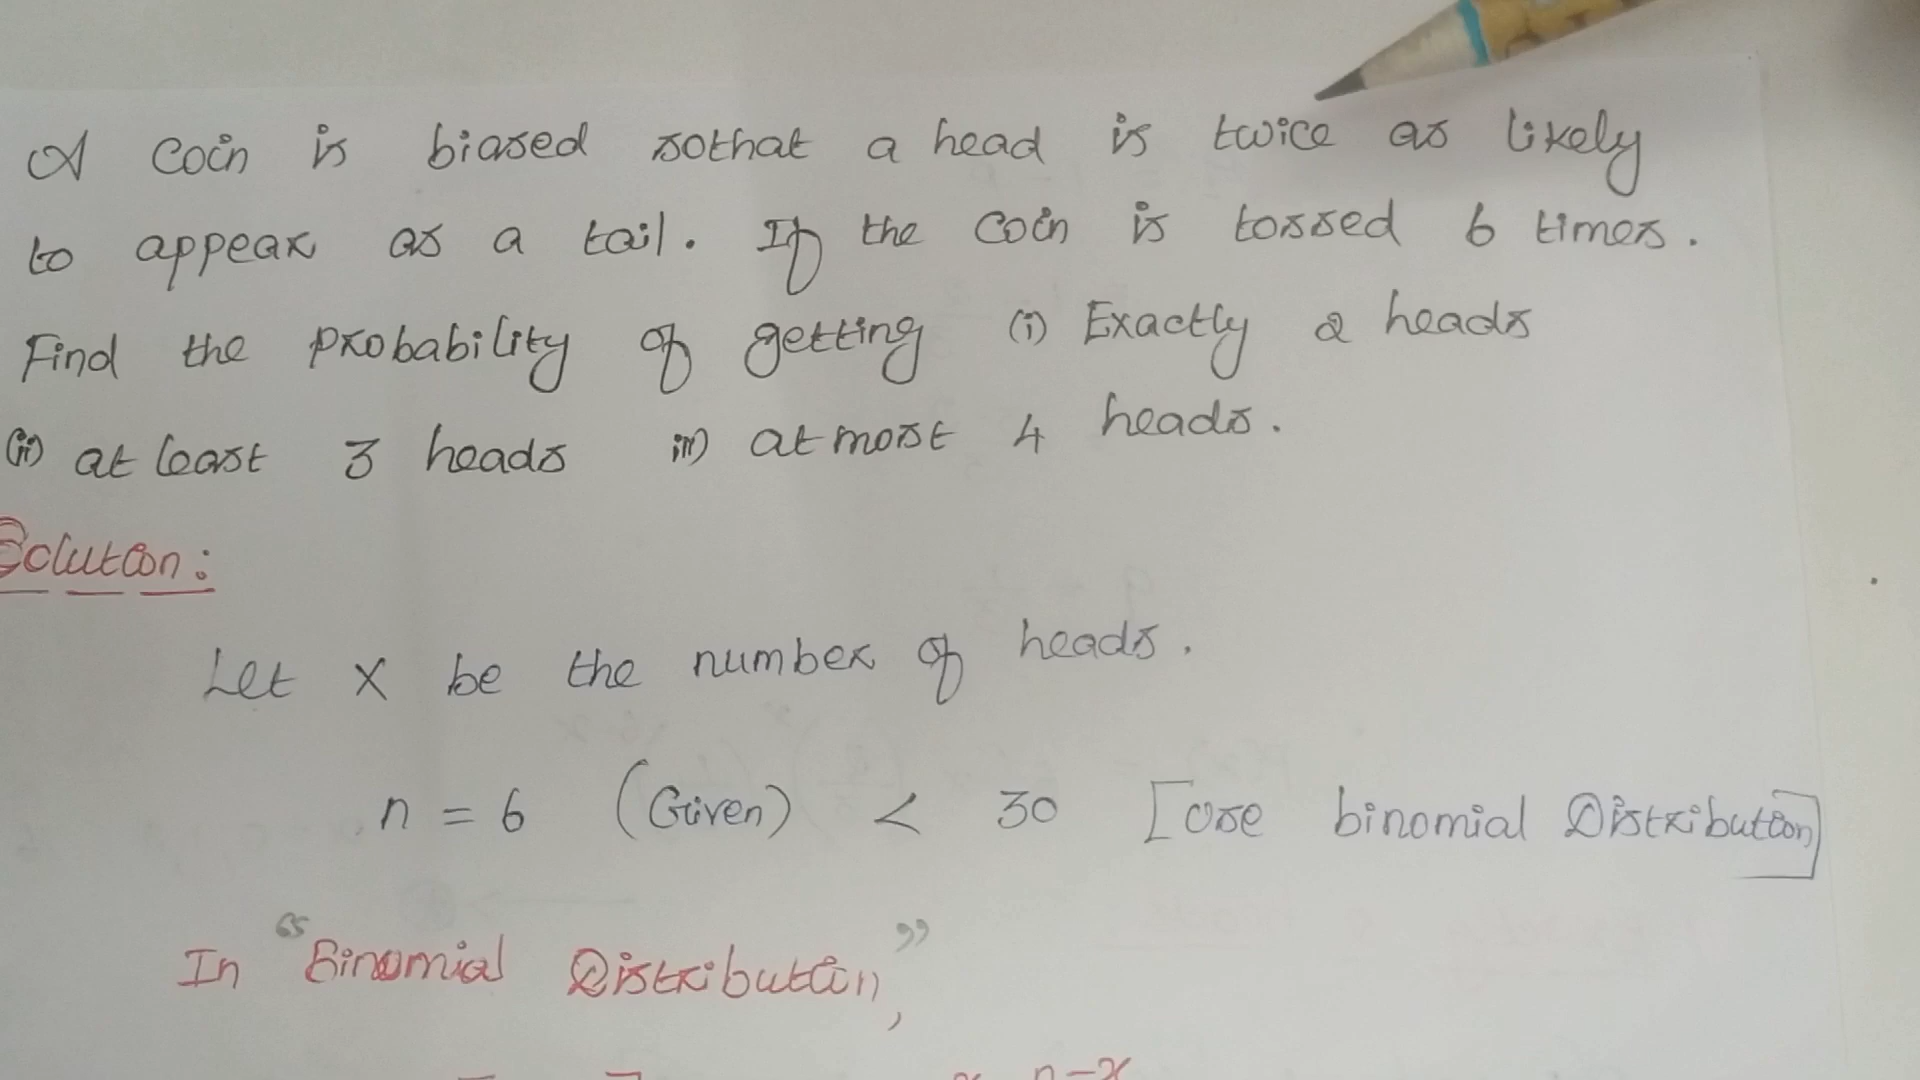 A coin is biased so that a head is twice as likely
to appear as a tail. If the coin is tossed 6 times.
Find the probability of getting (i) Exactly 2 heads
(ii) at least 3 heads iii) at most 4 heads.
Solution:
Let X be the number of heads.
n = 6 (Given) < 30 [use binomial Distribution]
In "Binomial Distribution",
x n-x